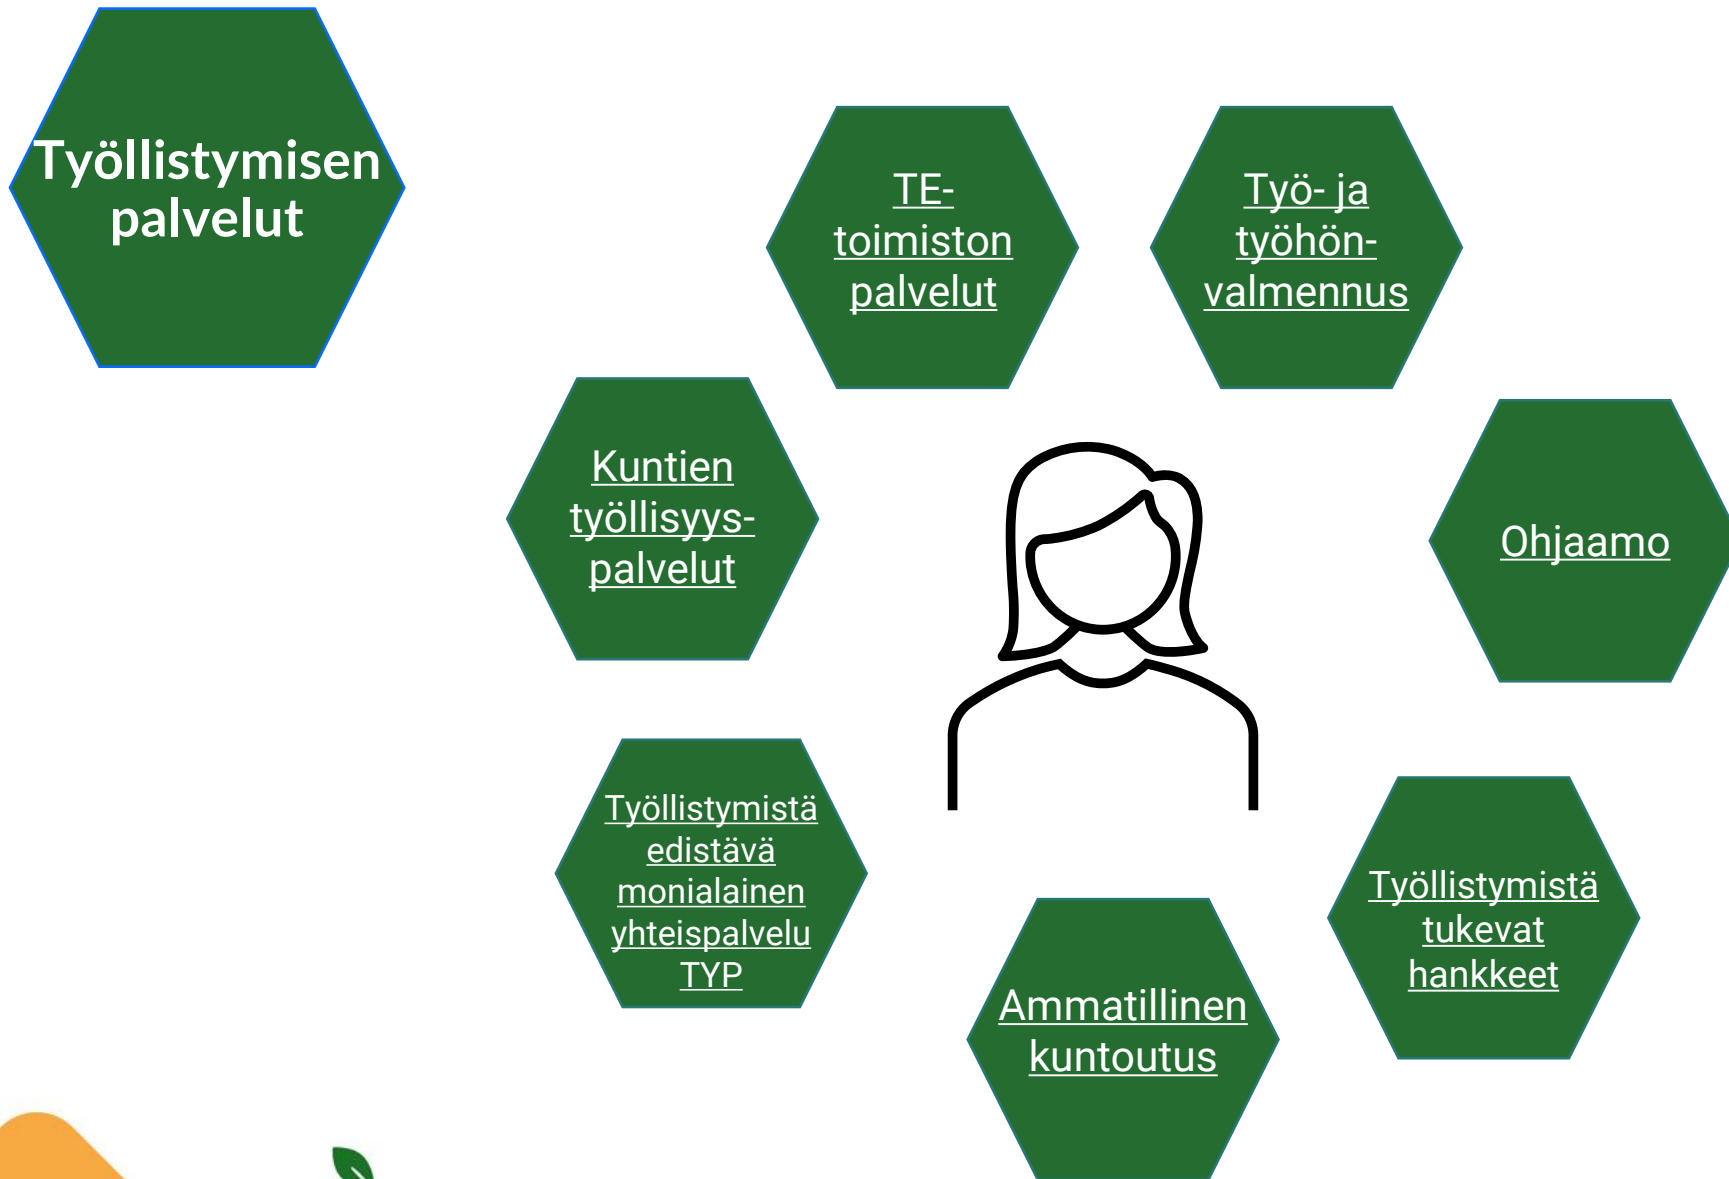 Työllistymisen
palvelut
TE-
toimiston
palvelut
Työ- ja
työhön-
valmennus
Kuntien
työllisyys-
palvelut
Ohjaamo
Työllistymistä
edistävä
monialainen
yhteispalvelu
TYP
Työllistymistä
tukevat
hankkeet
Ammatillinen
kuntoutus